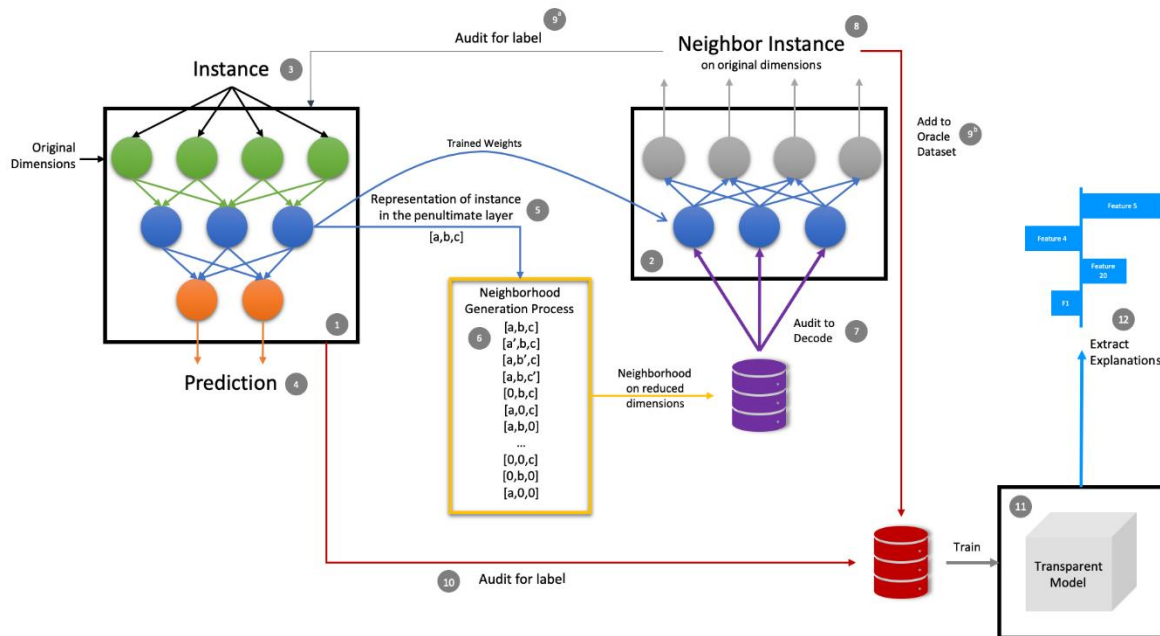 9a
Audit for label
8
Neighbor Instance
on original dimensions
Instance
3
Original
Dimensions
Trained Weights
Add to
Oracle
Dataset
9b
Representation of instance
in the penultimate layer
5
[a,b,c]
Feature 5
Feature 4
Feature
20
F1
2
1
Neighborhood
Generation Process
6
[a,b,c]
[a’,b,c]
[a,b’,c]
[a,b,c’]
[0,b,c]
[a,0,c]
[a,b,0]
...
[0,0,c]
[0,b,0]
[a,0,0]
Audit to
Decode
7
12
Extract
Explanations
Prediction
4
Neighborhood
on reduced
dimensions
11
Train
Transparent
Model
10
Audit for label